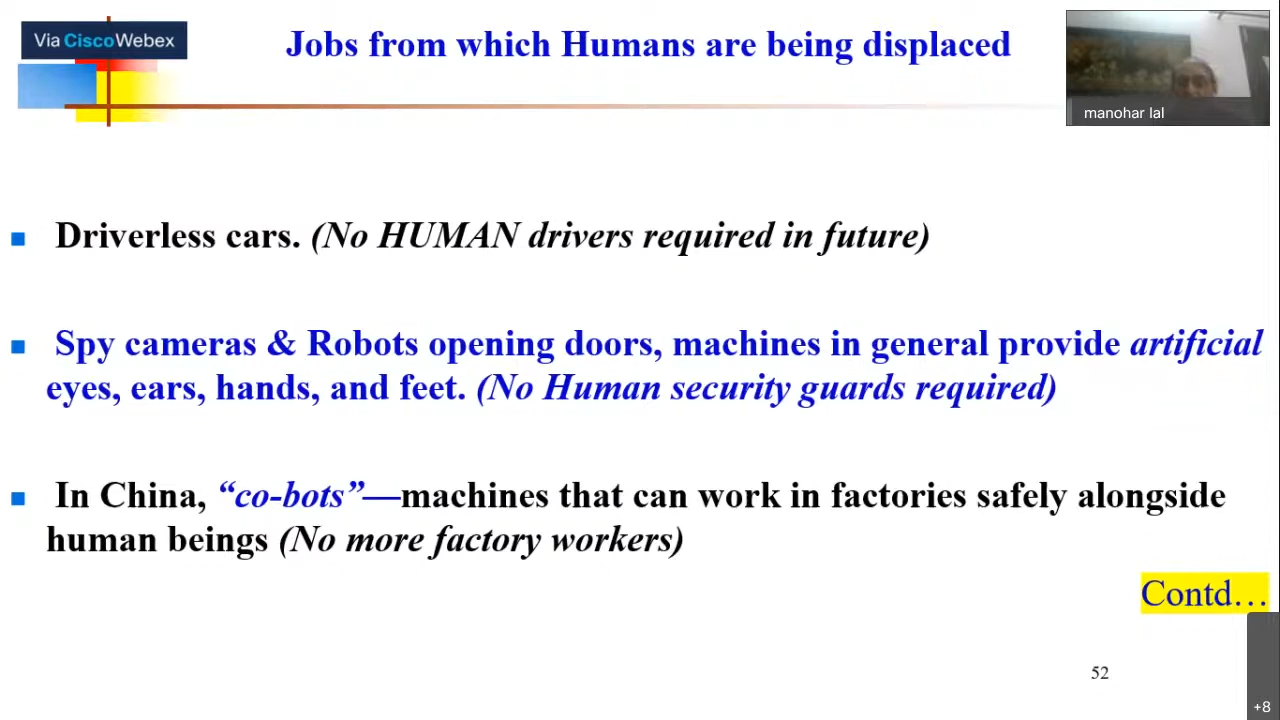 Via CiscoWebex
Jobs from which Humans are being displaced
manohar lal
Driverless cars. (No HUMAN drivers required in future)
Spy cameras & Robots opening doors, machines in general provide artificial
eyes, ears, hands, and feet. (No Human security guards required)
In China, “co-bots”—machines that can work in factories safely alongside
human beings (No more factory workers)
Contd…
52
+8